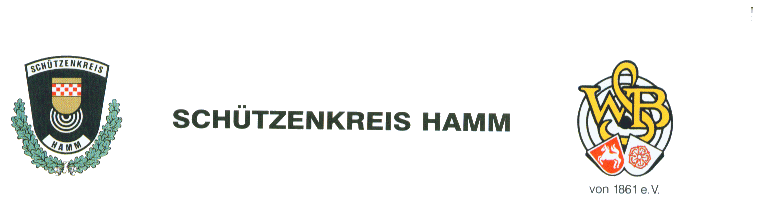 SCHÜTZENKREIS
HAMM
SCHÜTZENKREIS HAMM
WSB
von 1861 e.V.